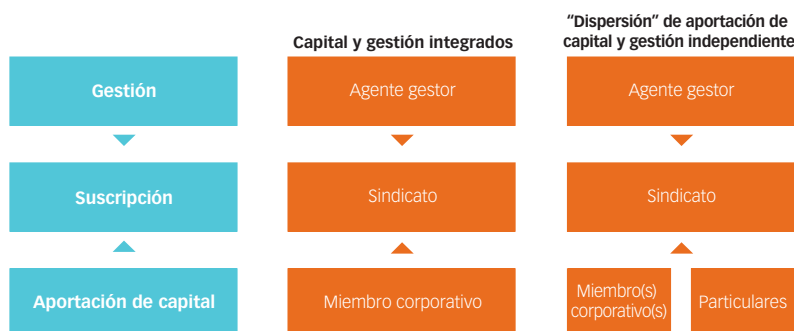 Capital y gestión integrados
“Dispersión” de aportación de
capital y gestión independiente
Gestión
Agente gestor
Agente gestor
Suscripción
Sindicato
Sindicato
Aportación de capital
Miembro corporativo
Miembro(s)
corporativo(s)
Particulares